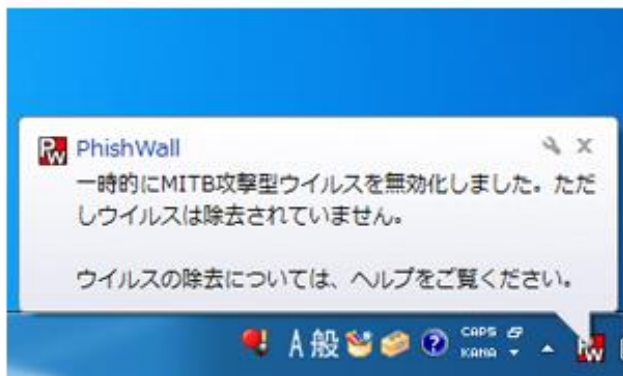 PhishWall
一時的にMITB攻撃型ウイルスを無効化しました。ただ
しウイルスは除去されていません。
ウイルスの除去については、ヘルプをご覧ください。
A 般 CAPS
KANA